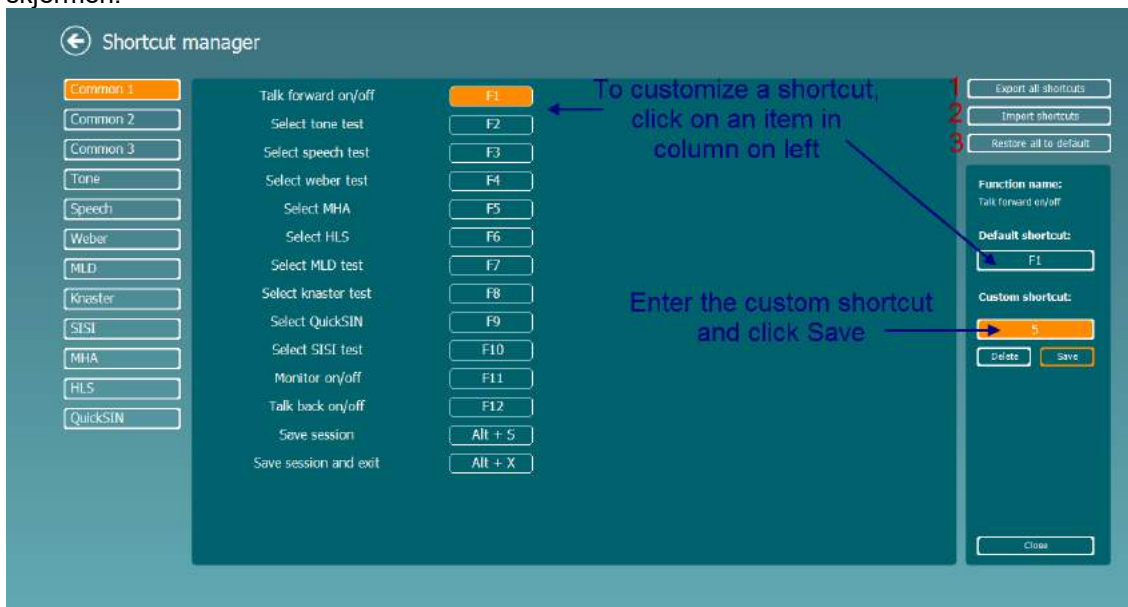 skjermen.
Shortcut manager
Common 1
Common 2
Common 3
Tone
Speech
Weber
MLD
Knaster
SISI
MHA
HLS
QuickSIN
Talk forward on/off F1
Select tone test F2
Select speech test F3
Select weber test F4
Select MHA F5
Select HLS F6
Select MLD test F7
Select knaster test F8
Select QuickSIN F9
Select SISI test F10
Monitor on/off F11
Talk back on/off F12
Save session Alt + S
Save session and exit Alt + X
To customize a shortcut,
click on an item in
column on left
Enter the custom shortcut
and click Save
1 Export all shortcuts
2 Import shortcuts
3 Restore all to default
Function name:
Talk forward on/off
Default shortcut:
F1
Custom shortcut:
5
Delete Save
Close